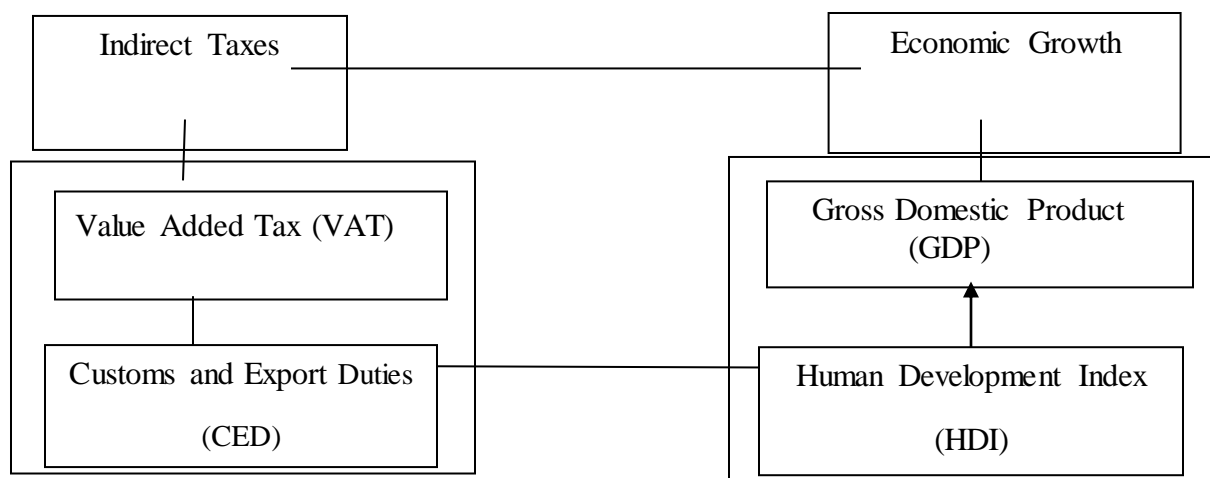 Indirect Taxes
Economic Growth
Value Added Tax (VAT)
Gross Domestic Product
(GDP)
Customs and Export Duties
(CED)
Human Development Index
(HDI)